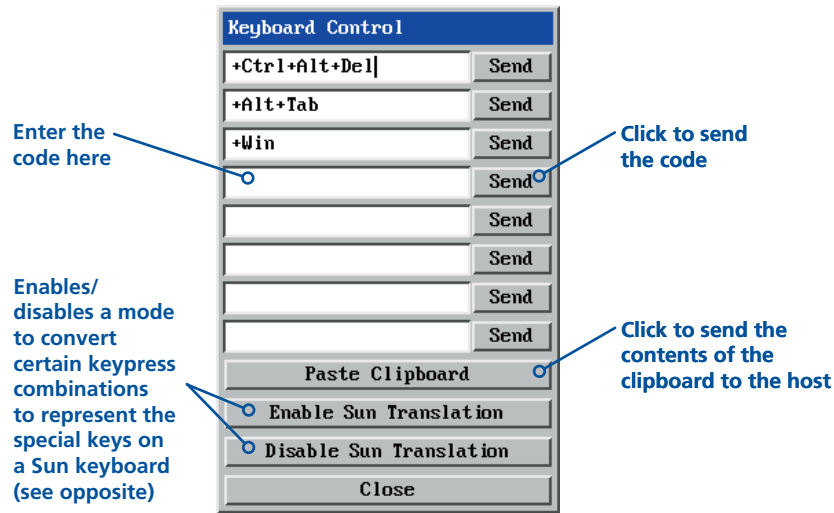 Keyboard Control
+Ctrl+Alt+Del
Send
+Alt+Tab
Send
+Win
Send
Send
Send
Send
Send
Send
Paste Clipboard
Enable Sun Translation
Disable Sun Translation
Close
Enter the
code here
Enables/
disables a mode
to convert
certain keypress
combinations
to represent the
special keys on
a Sun keyboard
(see opposite)
Click to send
the code
Click to send the
contents of the
clipboard to the host